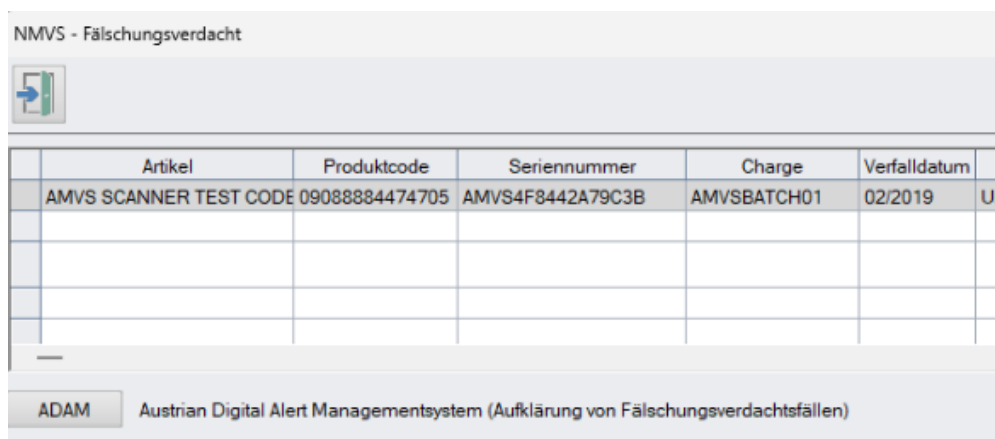 NMVS - Fälschungsverdacht
Artikel Produktcode Seriennummer Charge Verfalldatum
AMVS SCANNER TEST CODE 09088884474705 AMVS4F8442A79C3B AMVSBATCH01 02/2019 U
ADAM Austrian Digital Alert Managementsystem (Aufklärung von Fälschungsverdachtsfällen)